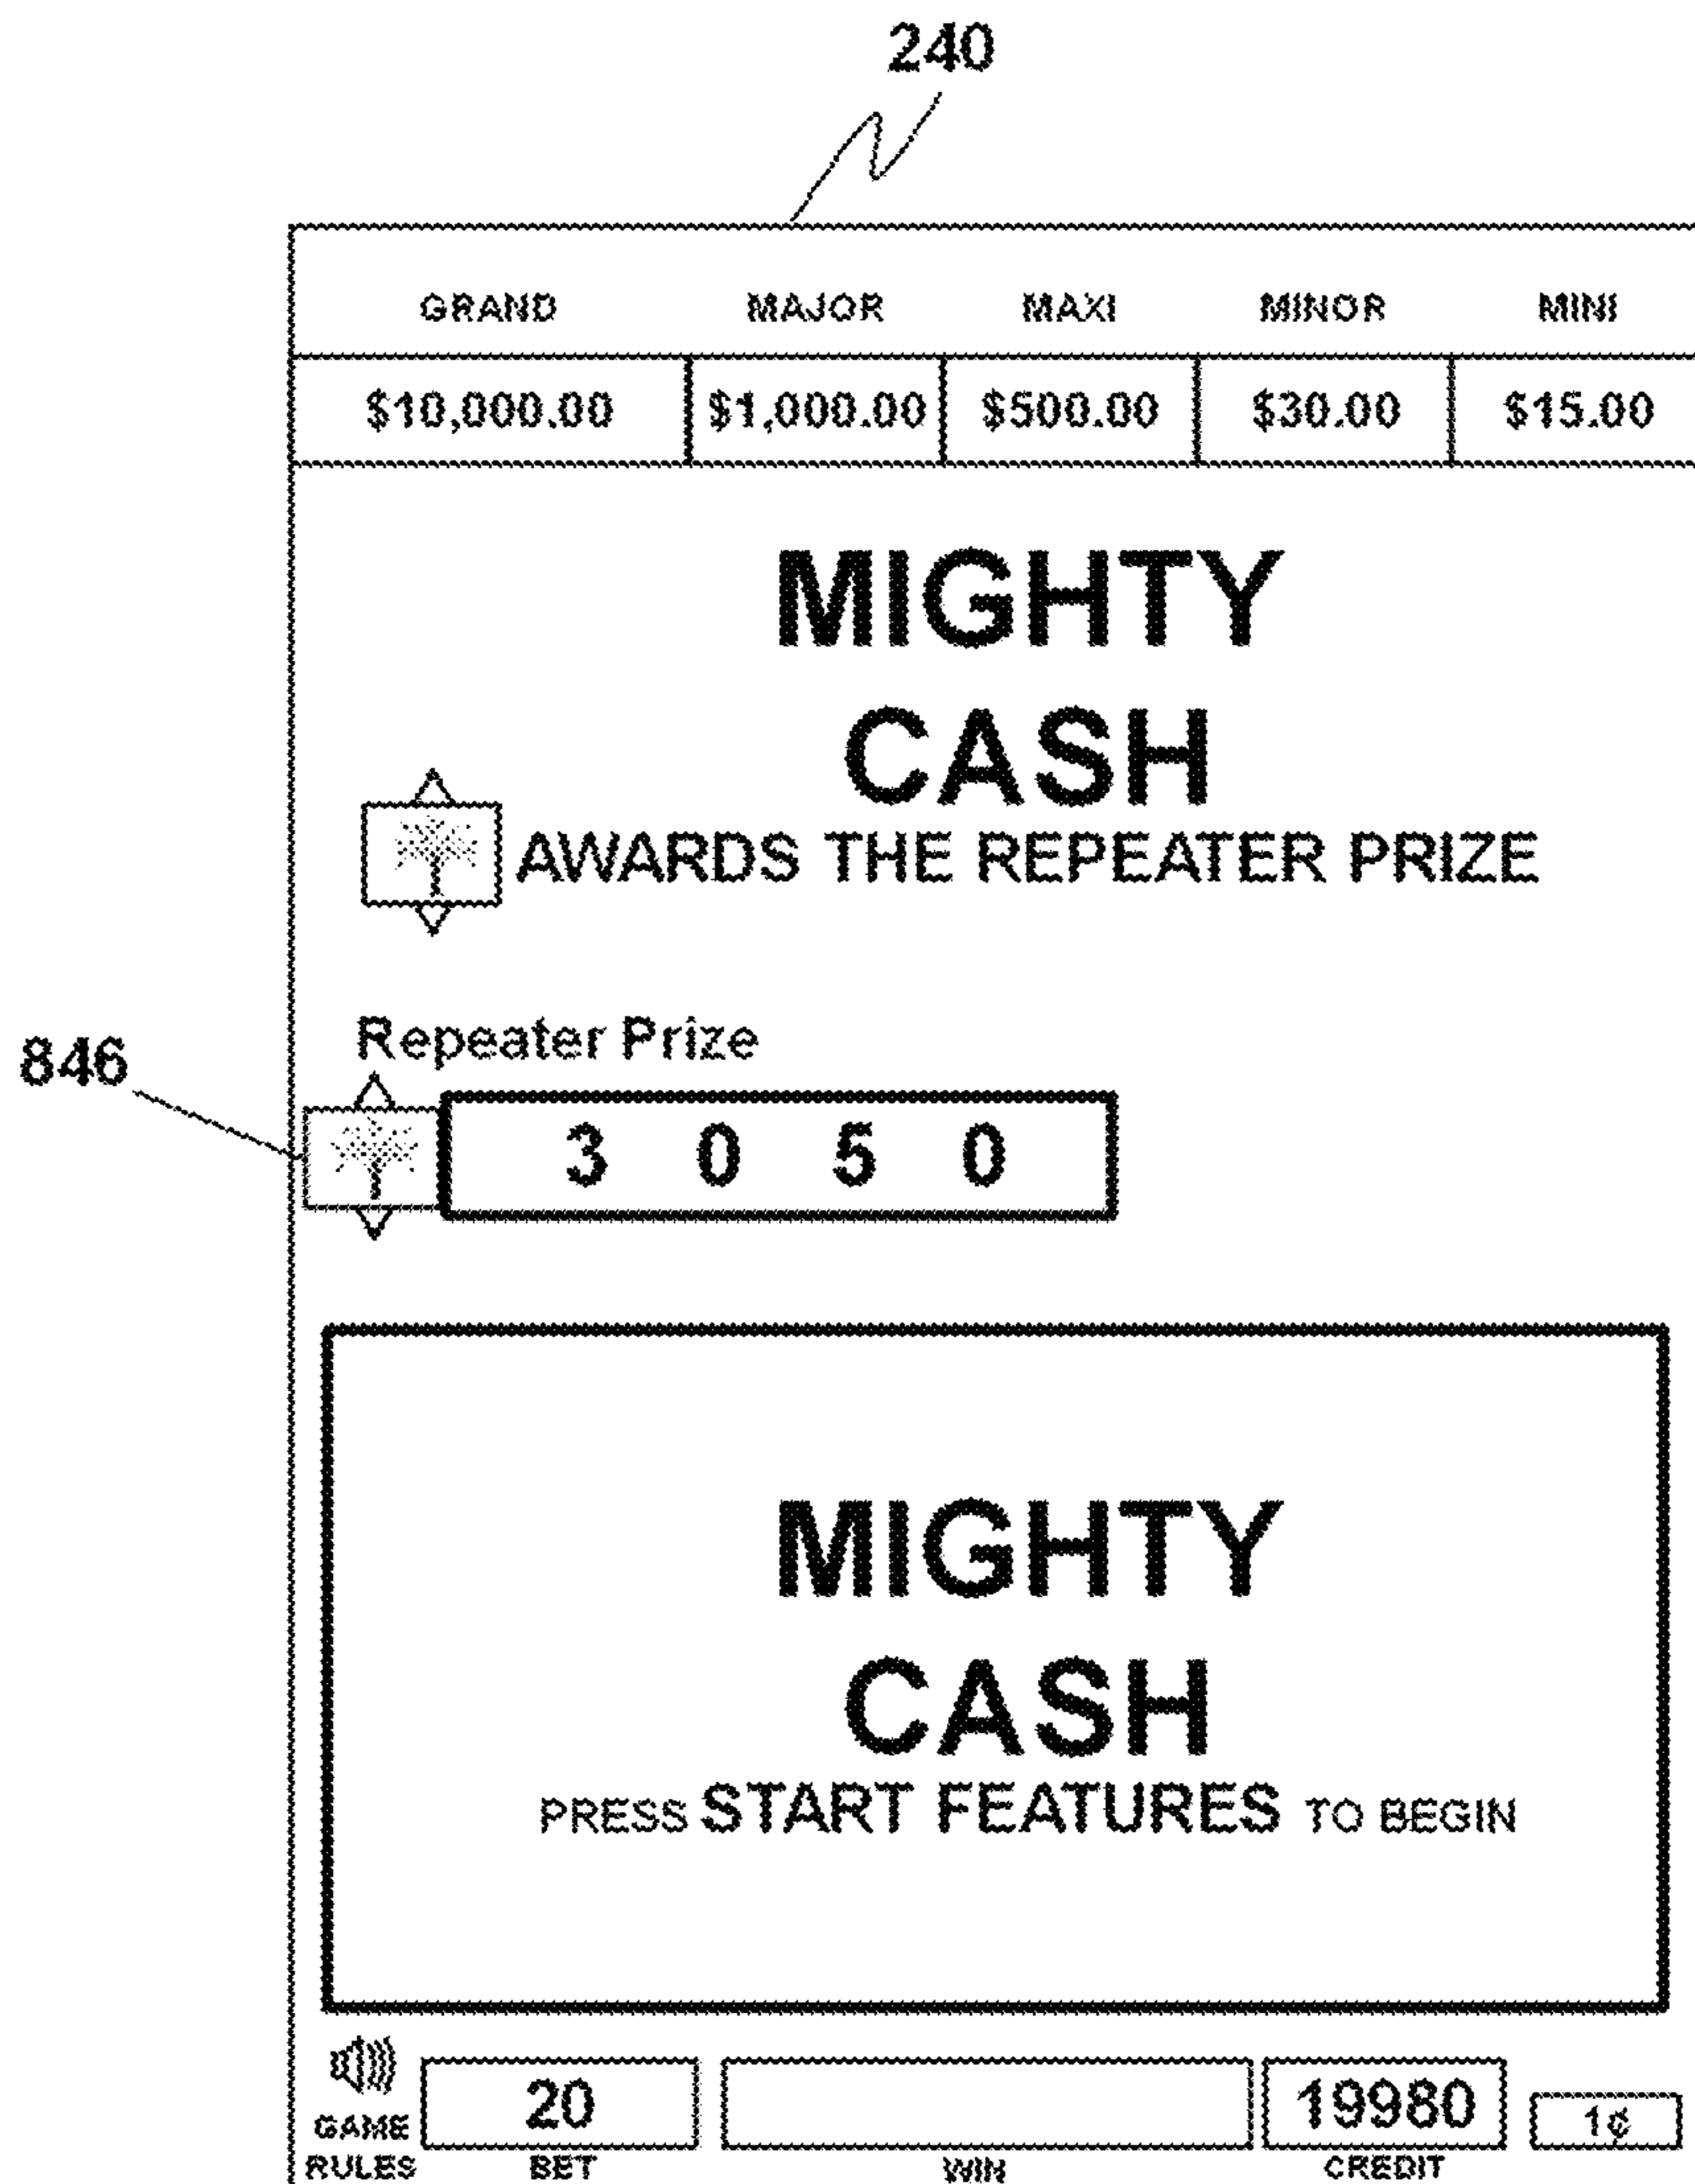 240
GRAND MAJOR MAXI MINOR MINI
$10,000.00 $1,000.00 $500.00 $30.00 $15.00
MIGHTY
CASH
AWARDS THE REPEATER PRIZE
Repeater Prize
846
3 0 5 0
MIGHTY
CASH
PRESS START FEATURES TO BEGIN
20 19980 1¢
GAME
RULES BET WIN CREDIT